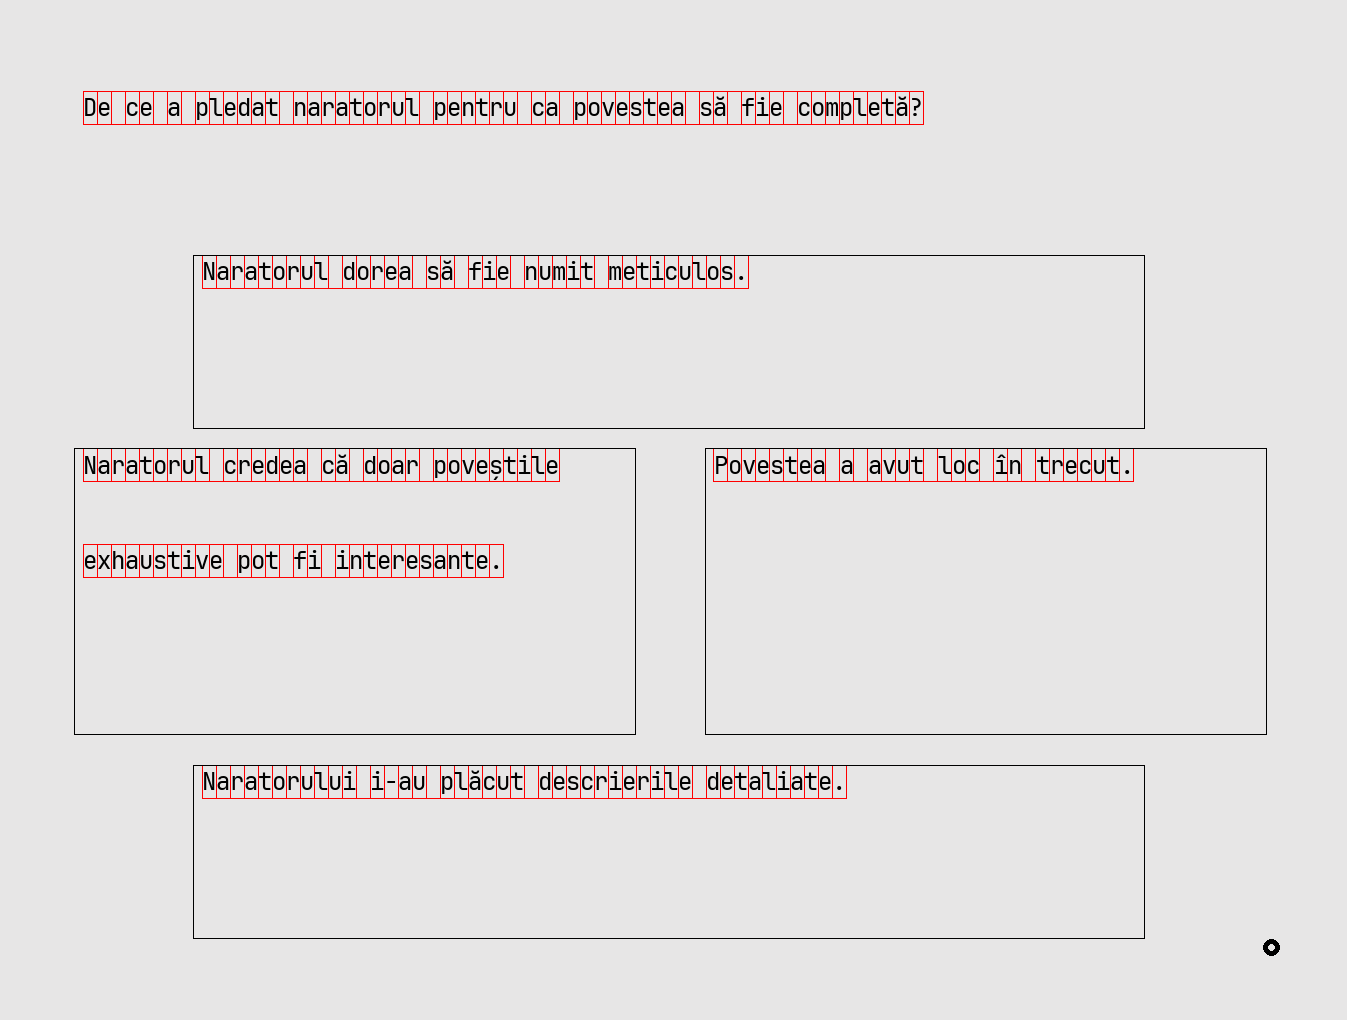 De ce a pledat naratorul pentru ca povestea să fie completă?
Naratorul dorea să fie numit meticulos.
Naratorul credea că doar poveștile
exhaustive pot fi interesante.
Povestea a avut loc în trecut.
Naratorului i-au plăcut descrierile detaliate.